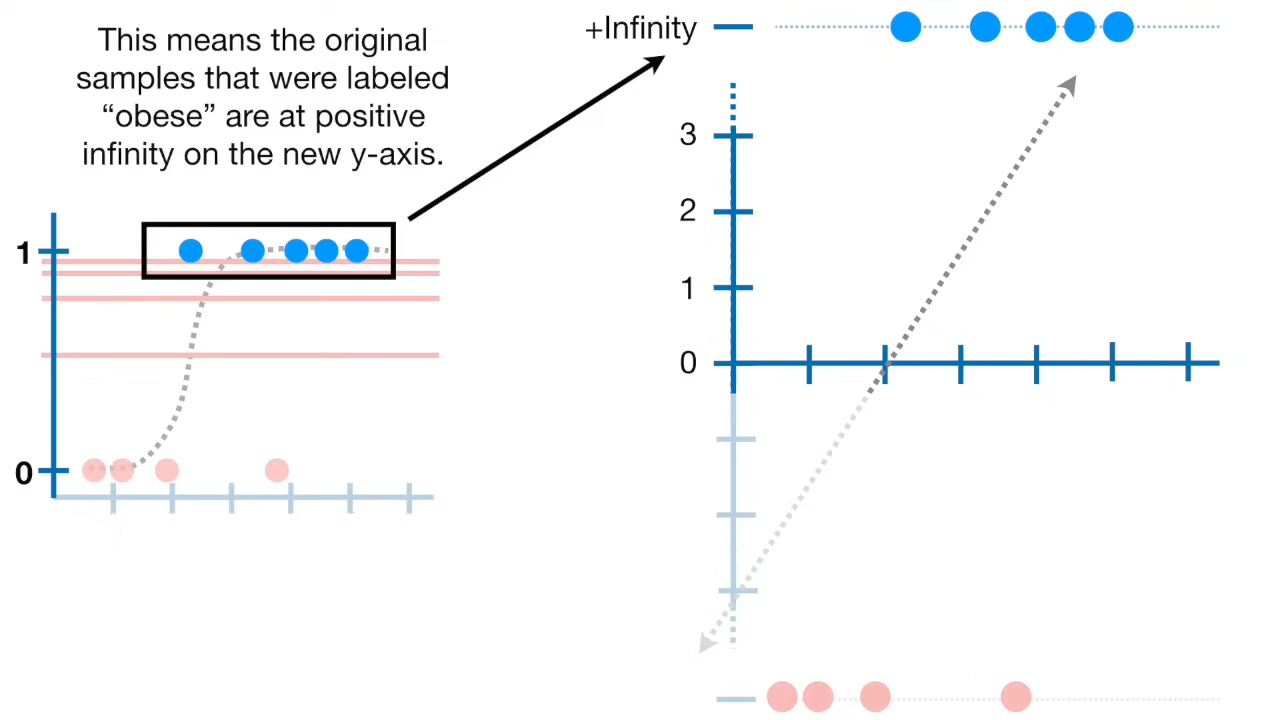 This means the original
samples that were labeled
“obese” are at positive
infinity on the new y-axis.
+Infinity
3
2
1
0
1
0